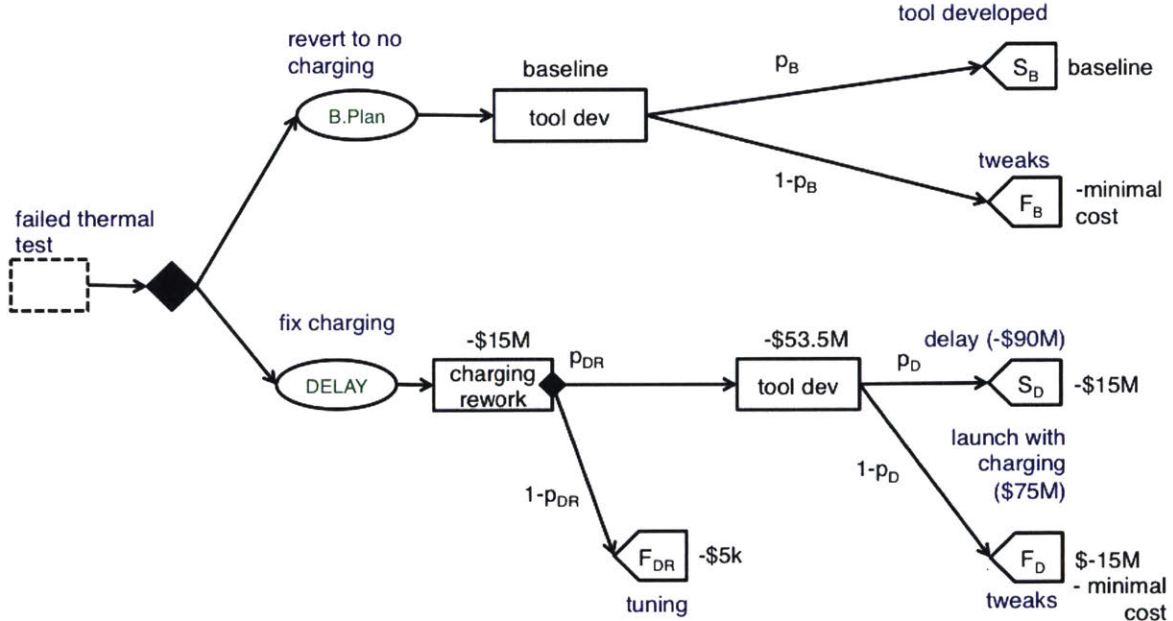 tool developed
revert to no
charging
baseline
p_B
S_B
baseline
B.Plan
tool dev
tweaks
1-p_B
F_B
-minimal
cost
failed thermal
test
fix charging
-$15M
-$53.5M
delay (-$90M)
p_DR
p_D
DELAY
charging
rework
tool dev
S_D
-$15M
launch with
charging
($75M)
1-p_D
1-p_DR
F_DR
-$5k
tuning
F_D
$-15M
- minimal
cost
tweaks